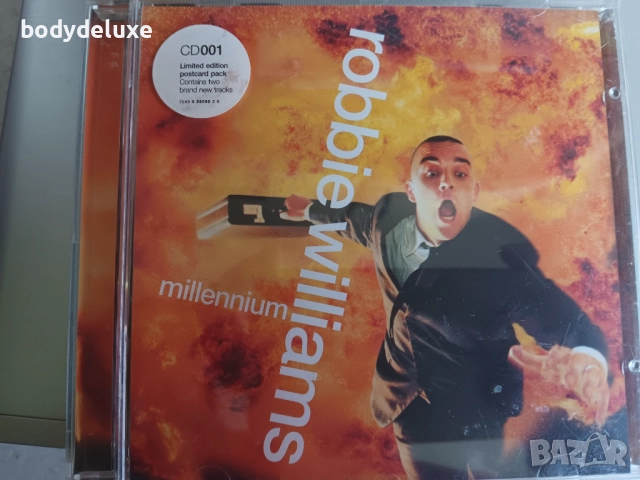 bodydeluxe
CD001
Limited edition
postcard pack
Contains two
brand new tracks
robbie williams
millennium
BAZAR